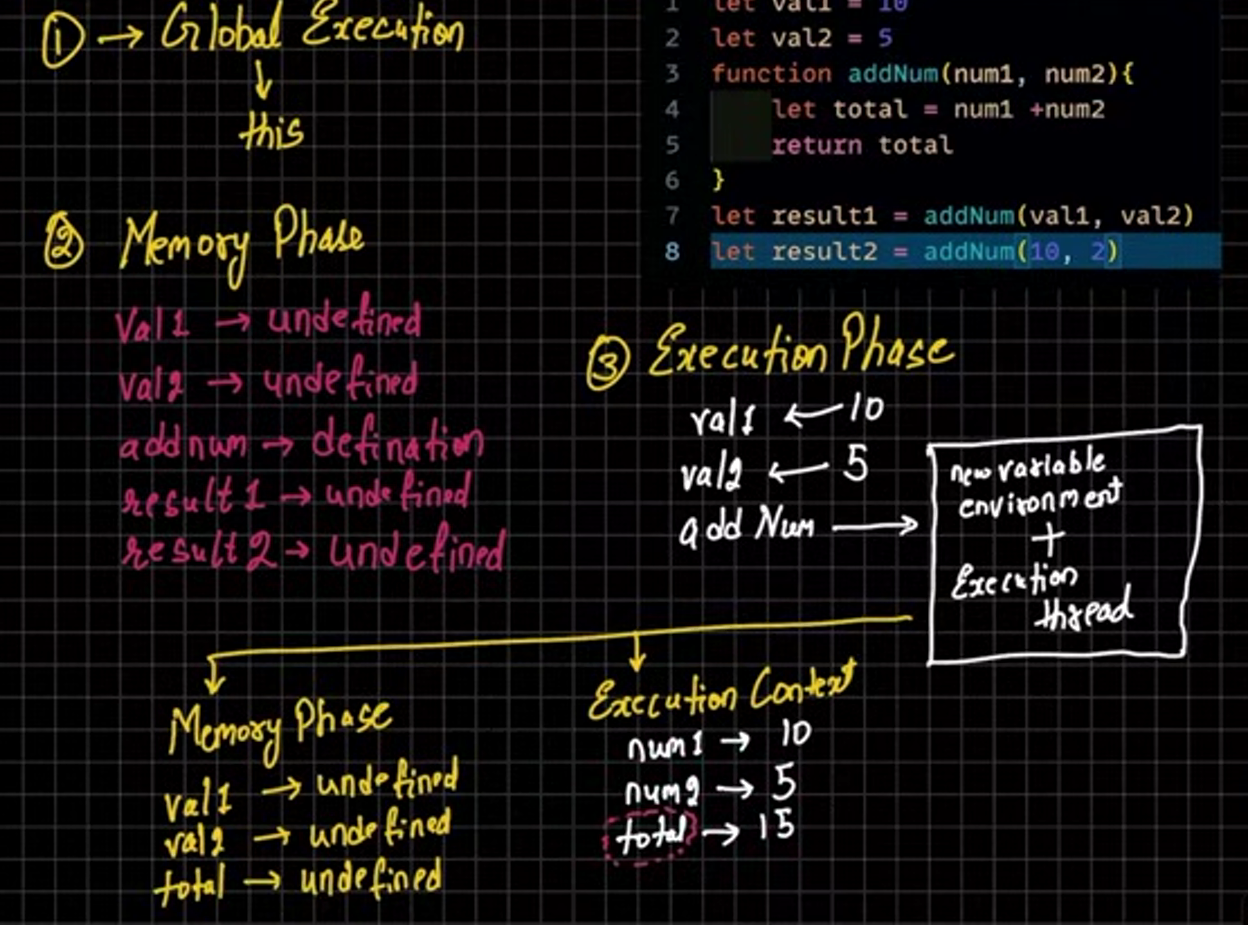 ① → Global Execution
↓
this
1 let val1 = 10
2 let val2 = 5
3 function addNum(num1, num2){
4 let total = num1 +num2
5 return total
6 }
7 let result1 = addNum(val1, val2)
8 let result2 = addNum(10, 2)
② Memory Phase
Val1 → undefined
val2 → undefined
addnum → defination
result1 → undefined
result2 → undefined
③ Execution Phase
val1 ← 10
val2 ← 5
add Num →
new variable
environment
+
Execution
thread
Memory Phase
val1 → undefined
val2 → undefined
total → undefined
Execution Context
num1 → 10
num2 → 5
total → 15